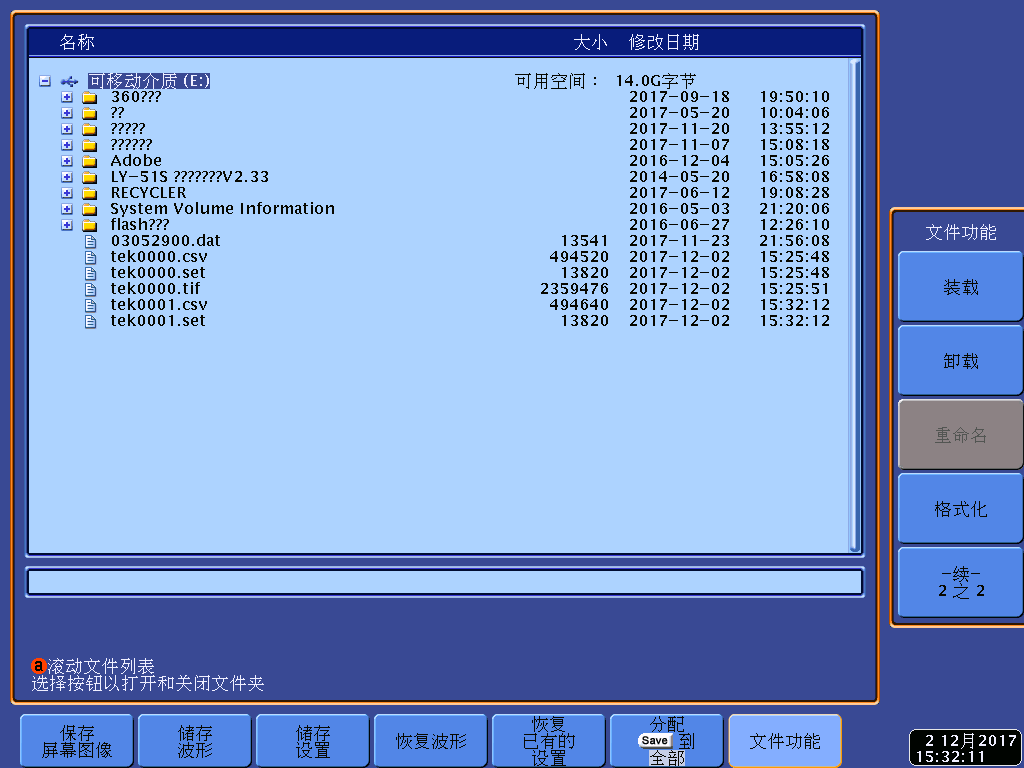 名称 大小 修改日期
可移动介质 (E:) 可用空间： 14.0G字节
360??? 2017-09-18 19:50:10
?? 2017-05-20 10:04:06
????? 2017-11-20 13:55:12
?????? 2017-11-07 15:08:18
Adobe 2016-12-04 15:05:26
LY-51S ???????V2.33 2014-05-20 16:58:08
RECYCLER 2017-06-12 19:08:28
System Volume Information 2016-05-03 21:20:06
flash??? 2016-06-27 12:26:10
03052900.dat 13541 2017-11-23 21:56:08
tek0000.csv 494520 2017-12-02 15:25:48
tek0000.set 13820 2017-12-02 15:25:48
tek0000.tif 2359476 2017-12-02 15:25:51
tek0001.csv 494640 2017-12-02 15:32:12
tek0001.set 13820 2017-12-02 15:32:12
文件功能
装载
卸载
重命名
格式化
-续-
2 之 2
a 滚动文件列表
选择按钮以打开和关闭文件夹
保存
屏幕图像
储存
波形
储存
设置
恢复波形
恢复
已有的
设置
分配
Save 到
全部
文件功能
2 12月2017
15:32:11